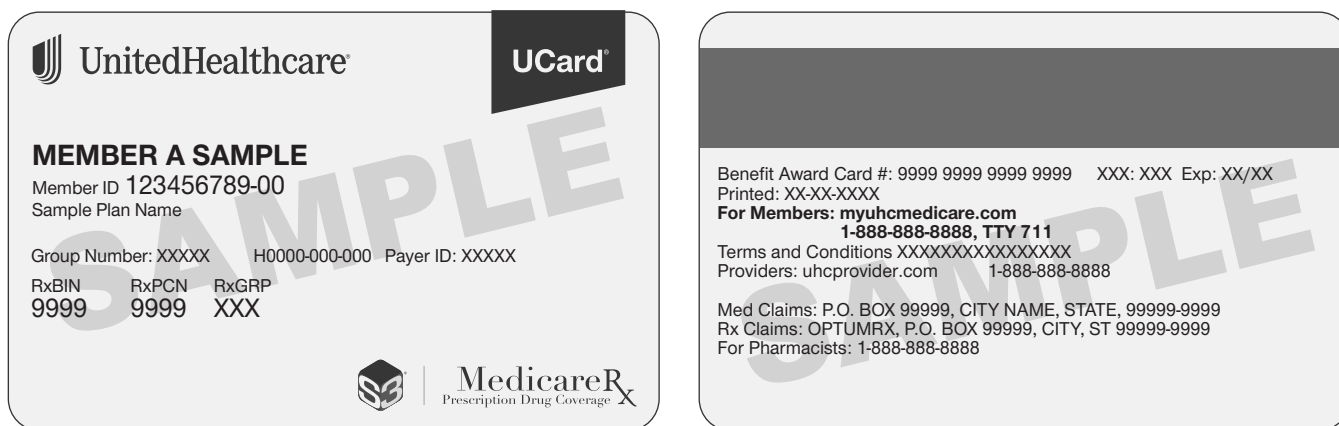 UnitedHealthcare®
UCard®
SAMPLE
MEMBER A SAMPLE
Member ID 123456789-00
Sample Plan Name
Group Number: XXXXX H0000-000-000 Payer ID: XXXXX
RxBIN RxPCN RxGRP
9999 9999 XXX
S3
MedicareRx
Prescription Drug Coverage
SAMPLE
Benefit Award Card #: 9999 9999 9999 9999 XXX: XXX Exp: XX/XX
Printed: XX-XX-XXXX
For Members: myuhcmedicare.com
1-888-888-8888, TTY 711
Terms and Conditions XXXXXXXXXXXXXXXX
Providers: uhcprovider.com 1-888-888-8888
Med Claims: P.O. BOX 99999, CITY NAME, STATE, 99999-9999
Rx Claims: OPTUMRX, P.O. BOX 99999, CITY, ST 99999-9999
For Pharmacists: 1-888-888-8888